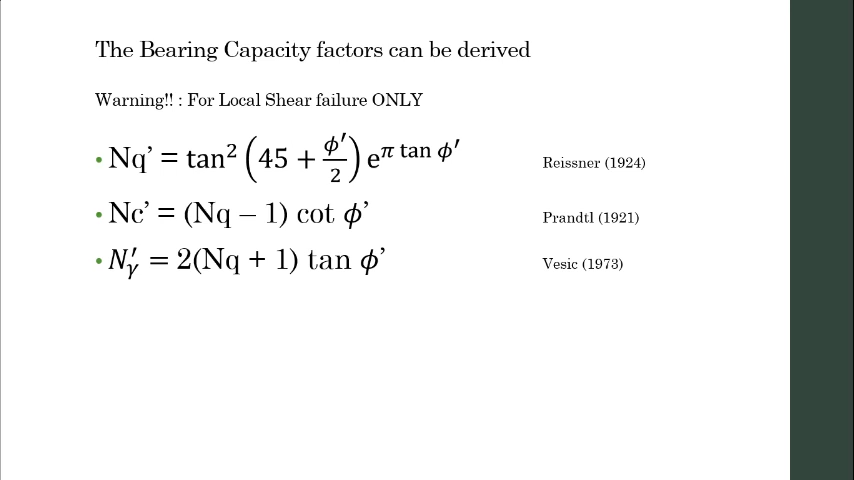 The Bearing Capacity factors can be derived
Warning!! : For Local Shear failure ONLY
• Nq’ = tan² (45 + ϕ′/2) e^(π tan ϕ′) Reissner (1924)
• Nc’ = (Nq – 1) cot ϕ’ Prandtl (1921)
• N′γ = 2(Nq + 1) tan ϕ’ Vesic (1973)